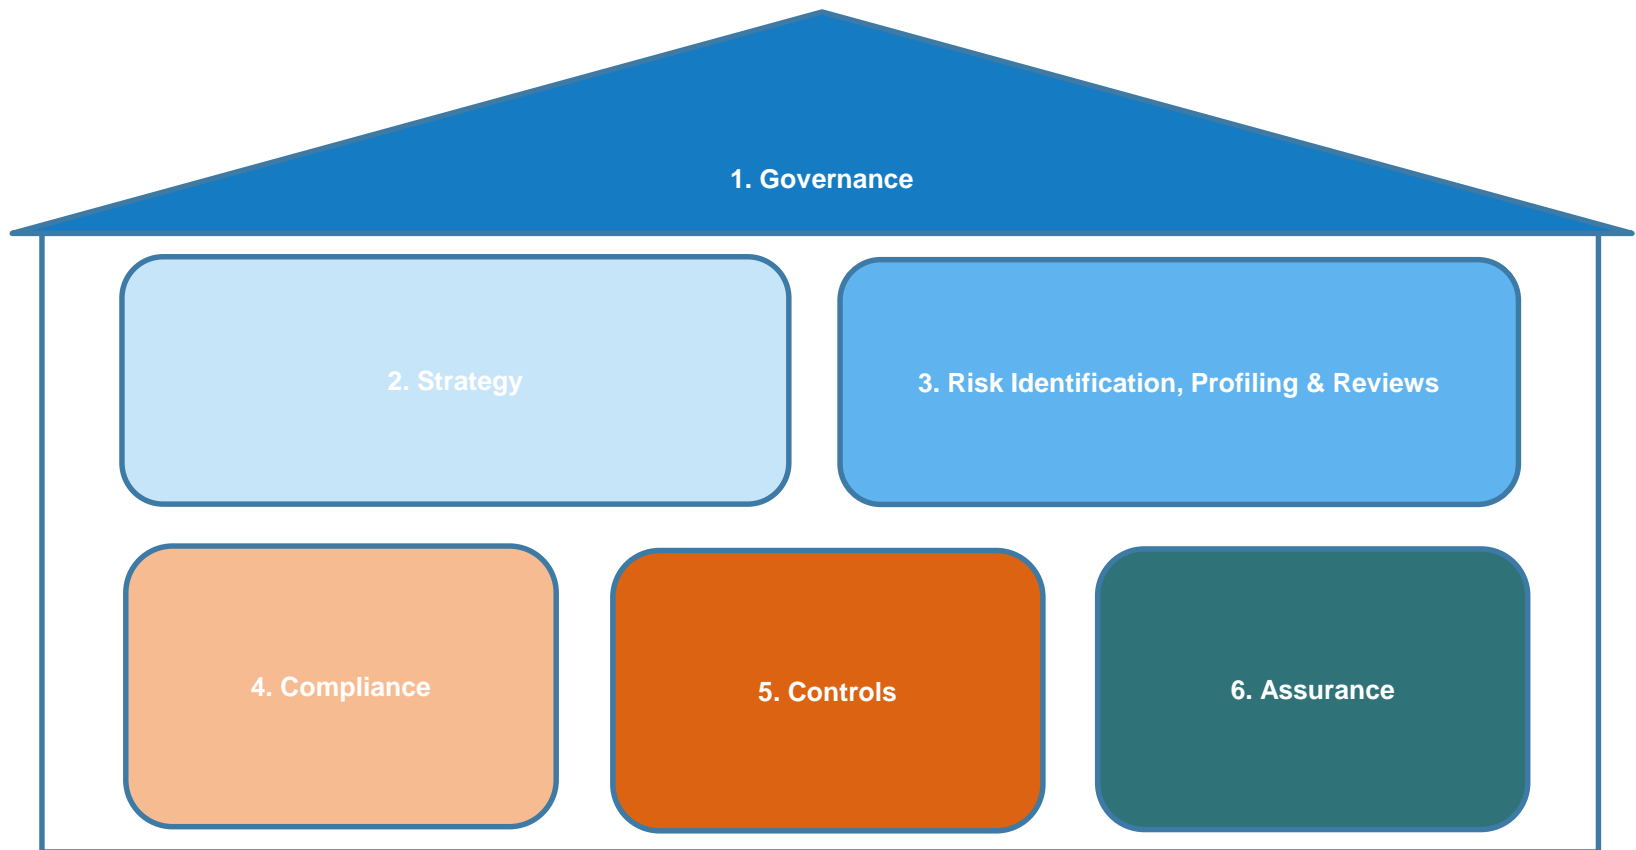 1. Governance
2. Strategy
3. Risk Identification, Profiling & Reviews
4. Compliance
5. Controls
6. Assurance